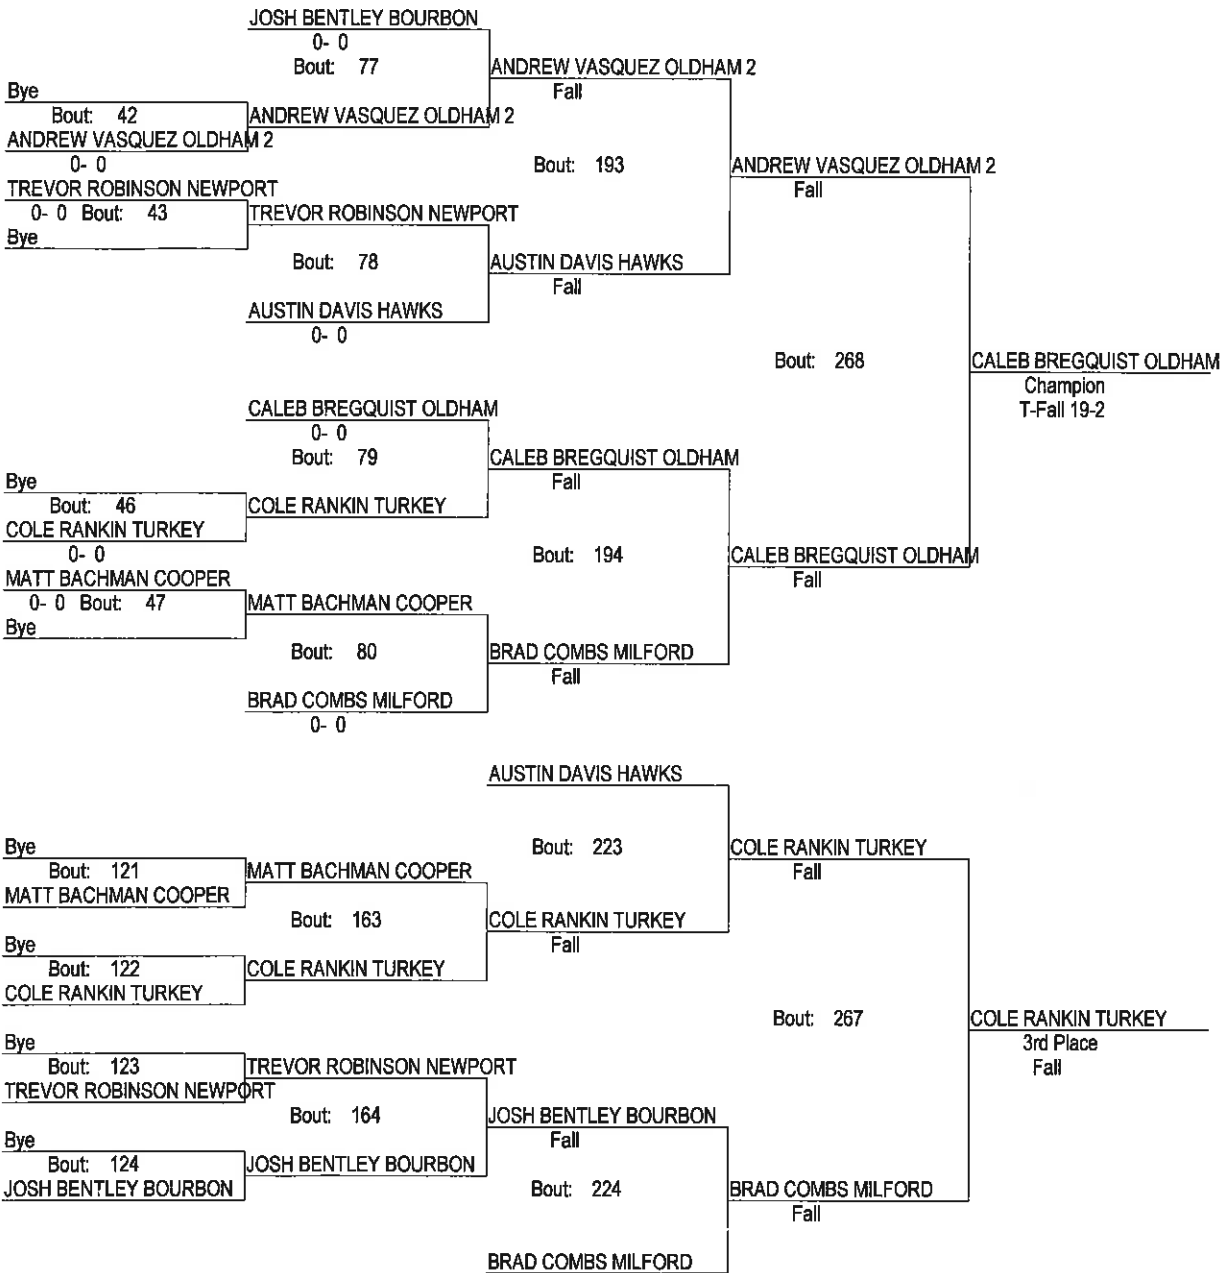 JOSH BENTLEY BOURBON
0- 0
Bout: 77
ANDREW VASQUEZ OLDHAM 2
Fall
Bye
Bout: 42
ANDREW VASQUEZ OLDHAM 2
ANDREW VASQUEZ OLDHAM 2
0- 0
Bout: 193
ANDREW VASQUEZ OLDHAM 2
Fall
TREVOR ROBINSON NEWPORT
0- 0 Bout: 43
TREVOR ROBINSON NEWPORT
Bye
Bout: 78
AUSTIN DAVIS HAWKS
Fall
AUSTIN DAVIS HAWKS
0- 0
Bout: 268
CALEB BREGQUIST OLDHAM
Champion
T-Fall 19-2
CALEB BREGQUIST OLDHAM
0- 0
Bout: 79
CALEB BREGQUIST OLDHAM
Fall
Bye
Bout: 46
COLE RANKIN TURKEY
COLE RANKIN TURKEY
0- 0
Bout: 194
CALEB BREGQUIST OLDHAM
Fall
MATT BACHMAN COOPER
0- 0 Bout: 47
MATT BACHMAN COOPER
Bye
Bout: 80
BRAD COMBS MILFORD
Fall
BRAD COMBS MILFORD
0- 0
AUSTIN DAVIS HAWKS
Bout: 223
COLE RANKIN TURKEY
Fall
Bye
Bout: 121
MATT BACHMAN COOPER
MATT BACHMAN COOPER
Bout: 163
COLE RANKIN TURKEY
Fall
Bye
Bout: 122
COLE RANKIN TURKEY
COLE RANKIN TURKEY
Bout: 267
COLE RANKIN TURKEY
3rd Place
Fall
Bye
Bout: 123
TREVOR ROBINSON NEWPORT
TREVOR ROBINSON NEWPORT
Bout: 164
JOSH BENTLEY BOURBON
Fall
Bye
Bout: 124
JOSH BENTLEY BOURBON
JOSH BENTLEY BOURBON
Bout: 224
BRAD COMBS MILFORD
Fall
BRAD COMBS MILFORD